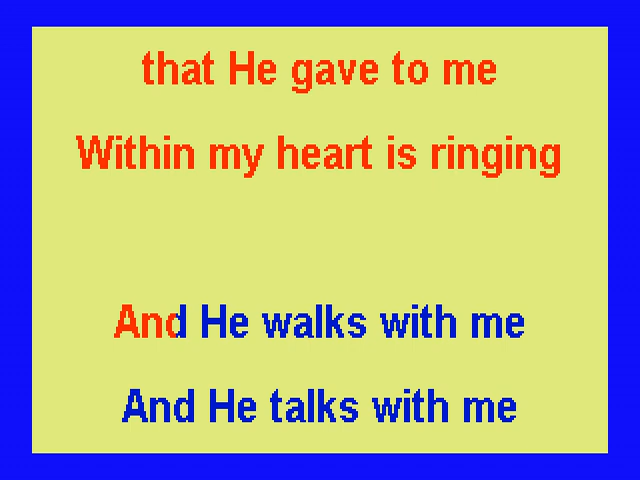 that He gave to me
Within my heart is ringing
And He walks with me
And He talks with me